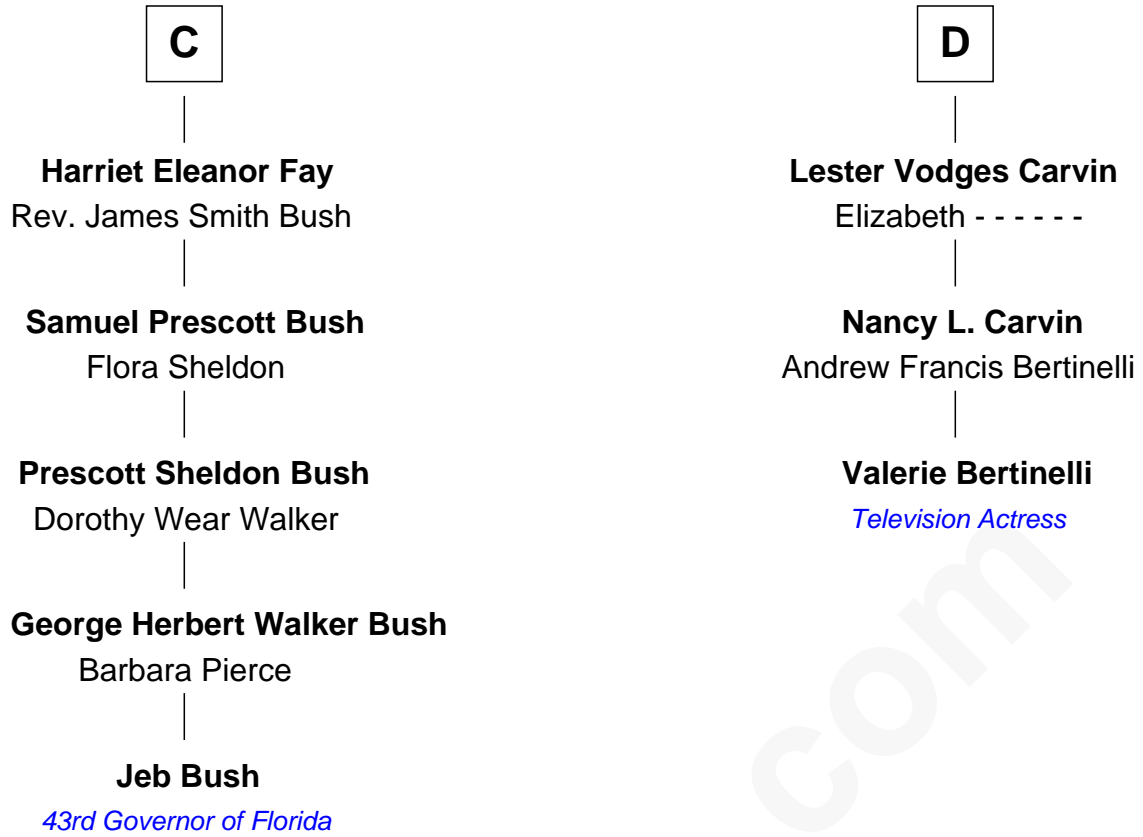 C
Harriet Eleanor Fay
Rev. James Smith Bush
Samuel Prescott Bush
Flora Sheldon
Prescott Sheldon Bush
Dorothy Wear Walker
George Herbert Walker Bush
Barbara Pierce
Jeb Bush
43rd Governor of Florida
D
Lester Vodges Carvin
Elizabeth - - - - - -
Nancy L. Carvin
Andrew Francis Bertinelli
Valerie Bertinelli
Television Actress
com